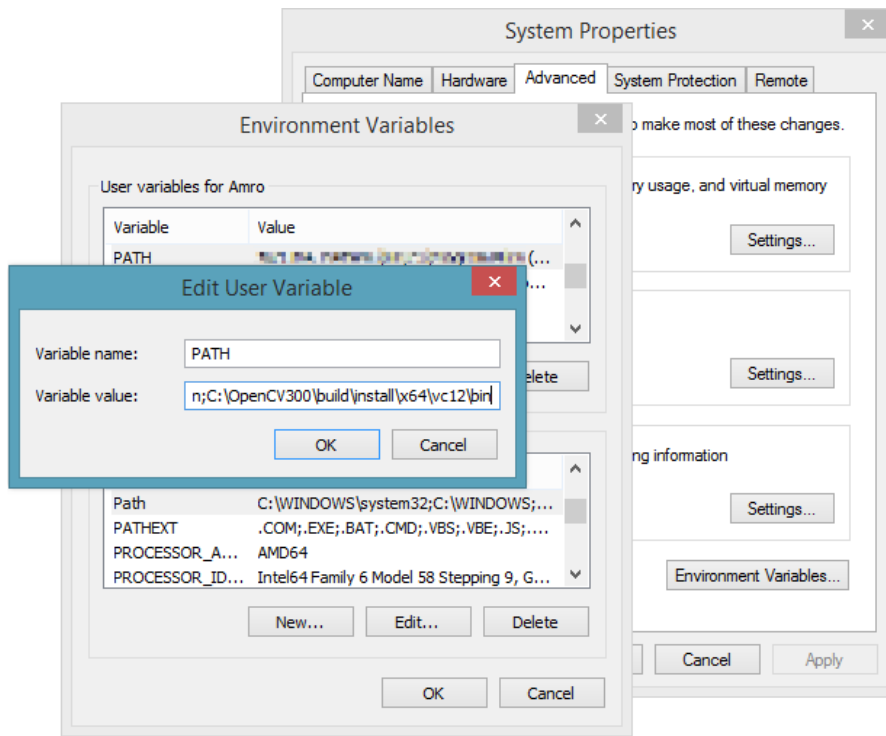 System Properties
Computer Name Hardware Advanced System Protection Remote
o make most of these changes.
ry usage, and virtual memory
Settings...
Settings...
ng information
Settings...
Environment Variables...
Cancel Apply
Environment Variables
User variables for Amro
Variable Value
PATH (...
...
elete
Path C:\WINDOWS\system32;C:\WINDOWS;...
PATHEXT .COM;.EXE;.BAT;.CMD;.VBS;.VBE;.JS;....
PROCESSOR_A... AMD64
PROCESSOR_ID... Intel64 Family 6 Model 58 Stepping 9, G...
New... Edit... Delete
OK Cancel
Edit User Variable
Variable name: PATH
Variable value: n;C:\OpenCV300\build\install\x64\vc12\bin
OK Cancel